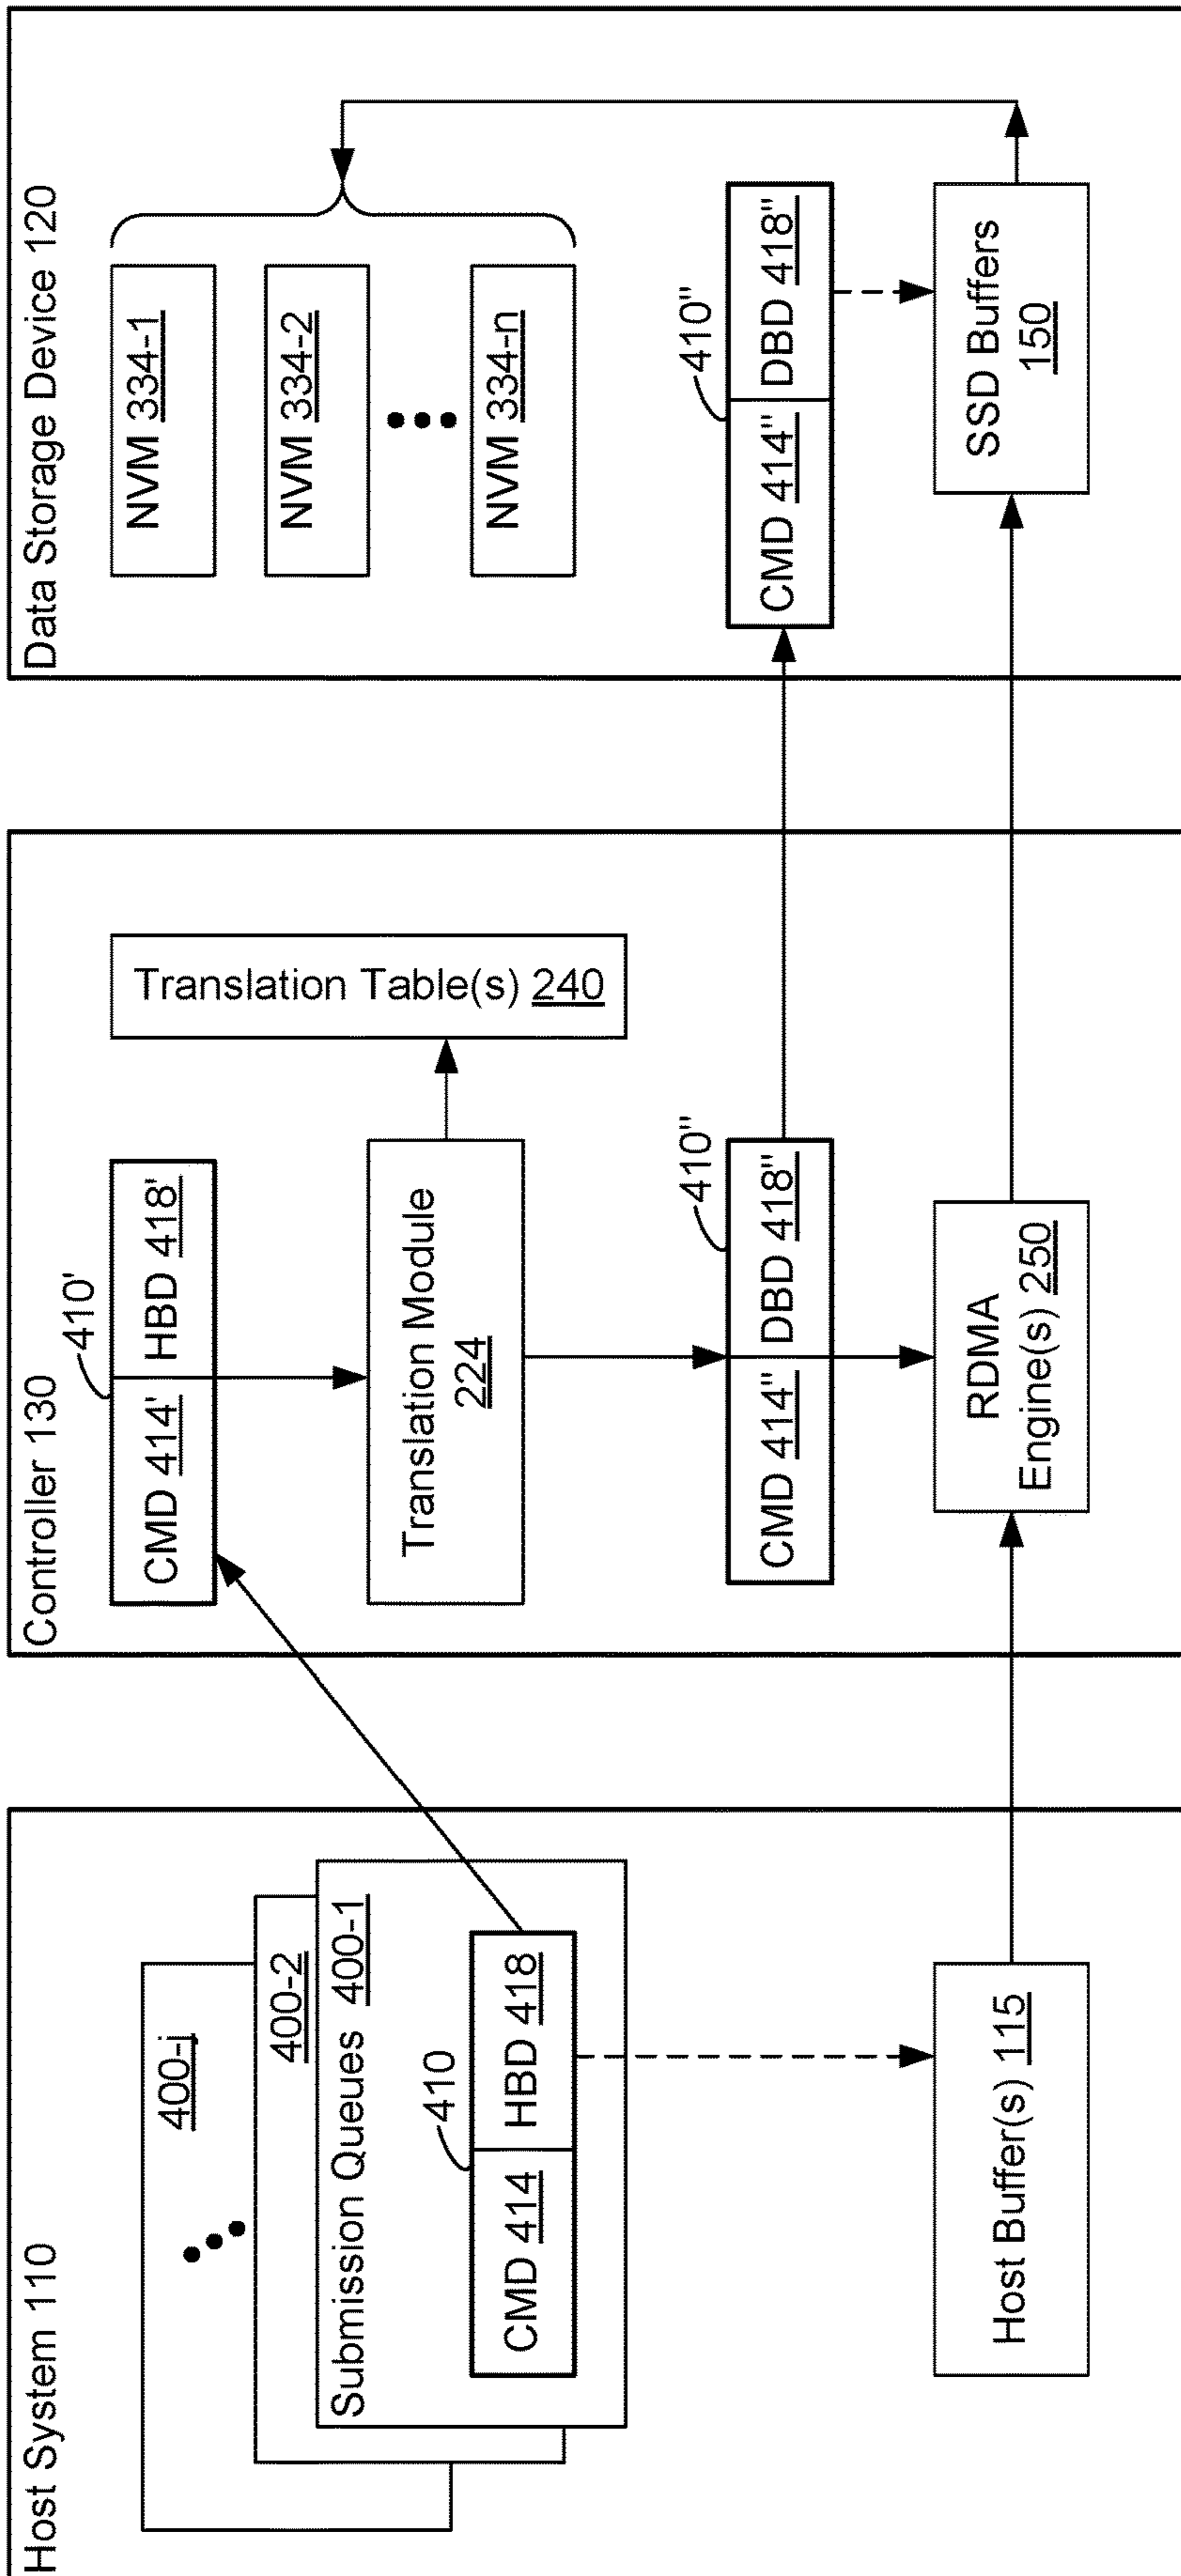 Host System 110
400-j
400-2
Submission Queues 400-1
410
CMD 414
HBD 418
Host Buffer(s) 115
Controller 130
410'
CMD 414'
HBD 418'
Translation Module
224
Translation Table(s) 240
410"
CMD 414"
DBD 418"
RDMA
Engine(s) 250
Data Storage Device 120
NVM 334-1
NVM 334-2
NVM 334-n
410"
CMD 414"
DBD 418"
SSD Buffers
150